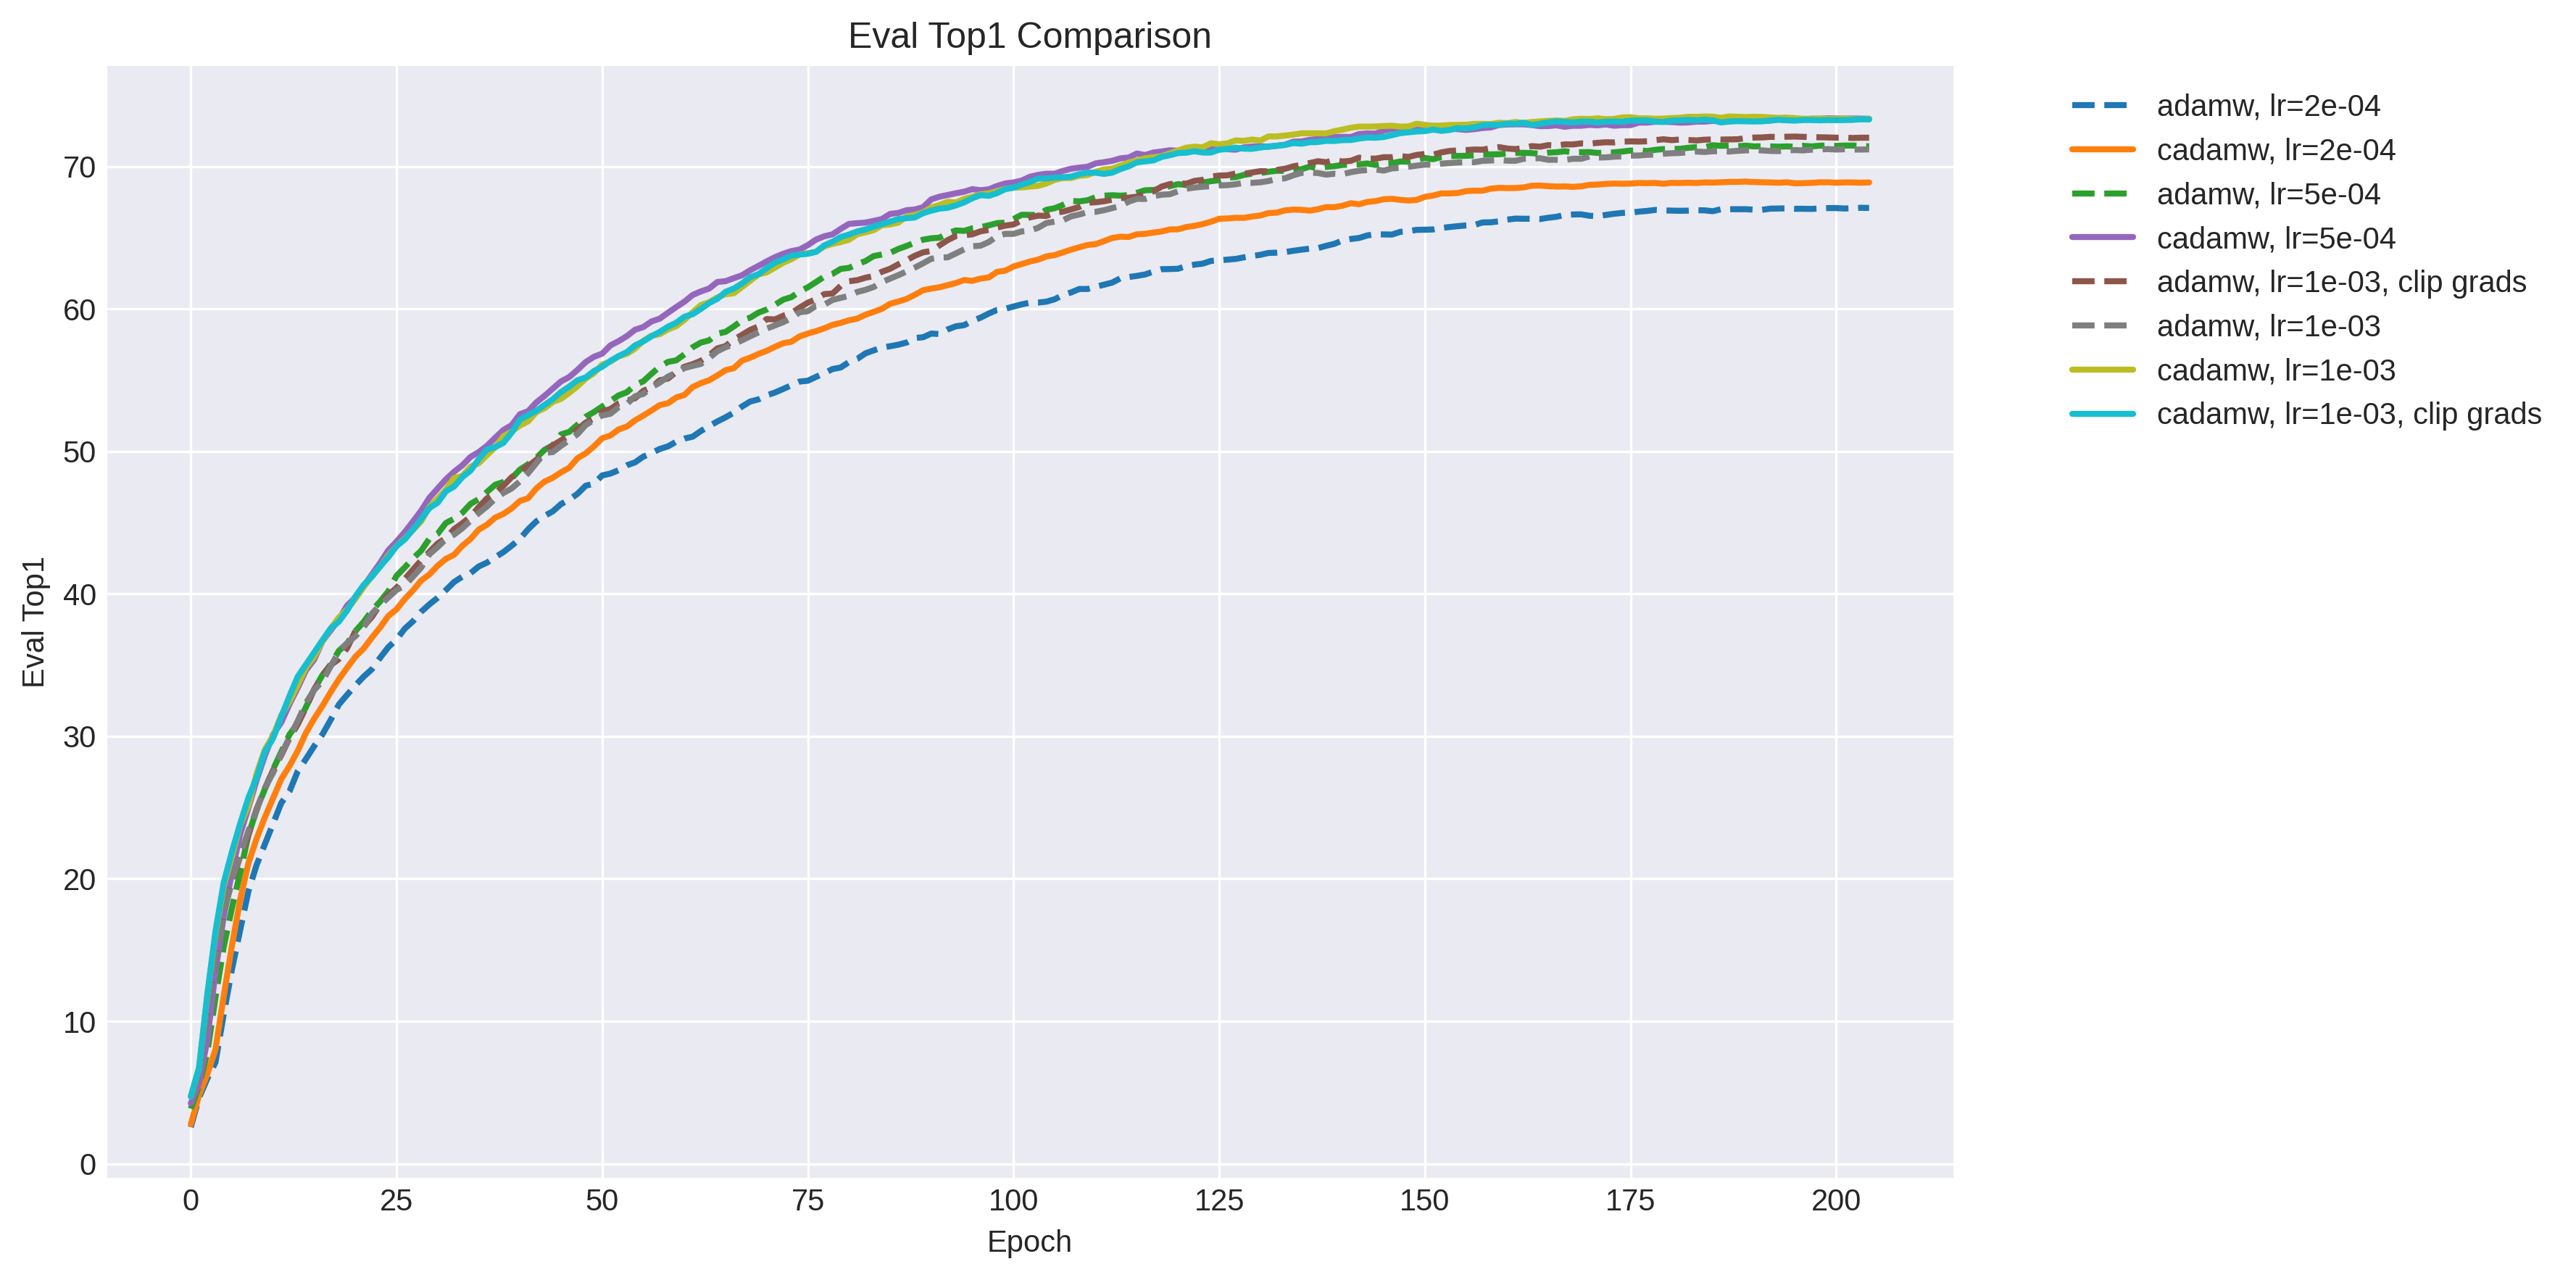 Eval Top1 Comparison
Eval Top1
70
60
50
40
30
20
10
0
0 25 50 75 100 125 150 175 200
Epoch
adamw, lr=2e-04
cadamw, lr=2e-04
adamw, lr=5e-04
cadamw, lr=5e-04
adamw, lr=1e-03, clip grads
adamw, lr=1e-03
cadamw, lr=1e-03
cadamw, lr=1e-03, clip grads